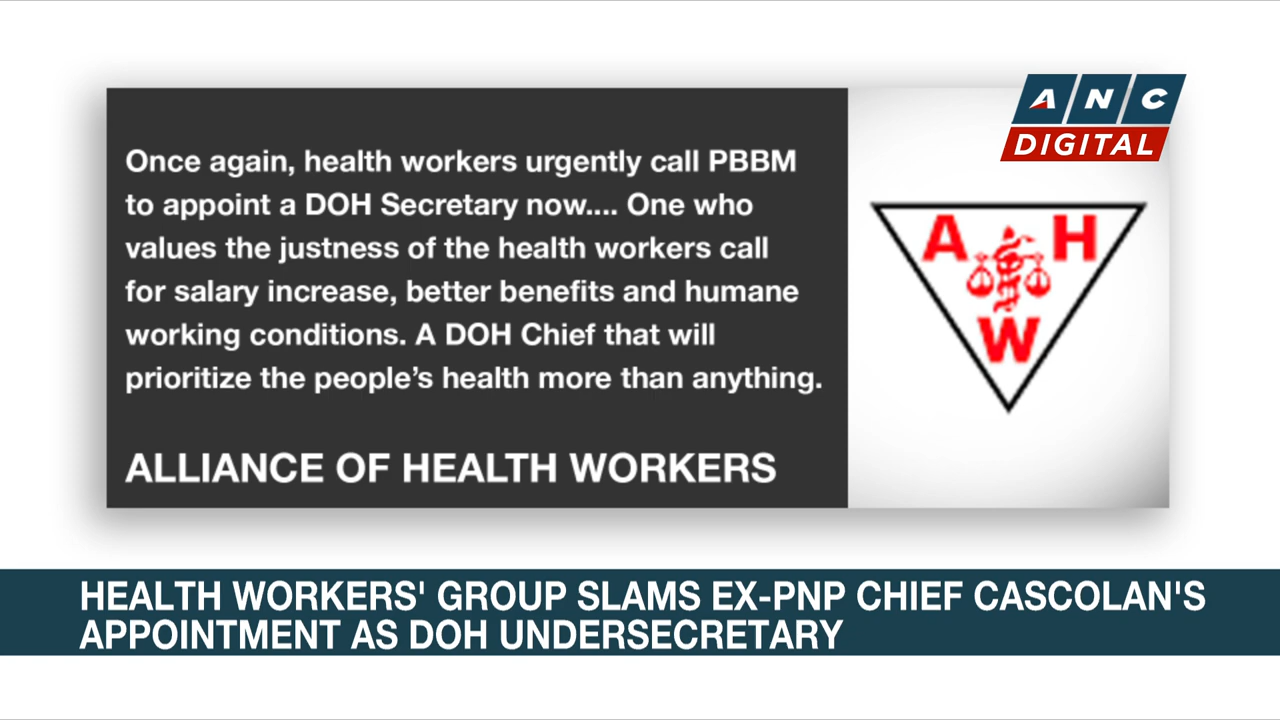 ANC
DIGITAL
Once again, health workers urgently call PBBM
to appoint a DOH Secretary now.... One who
values the justness of the health workers call
for salary increase, better benefits and humane
working conditions. A DOH Chief that will
prioritize the people’s health more than anything.
ALLIANCE OF HEALTH WORKERS
A H
W
HEALTH WORKERS' GROUP SLAMS EX-PNP CHIEF CASCOLAN'S
APPOINTMENT AS DOH UNDERSECRETARY